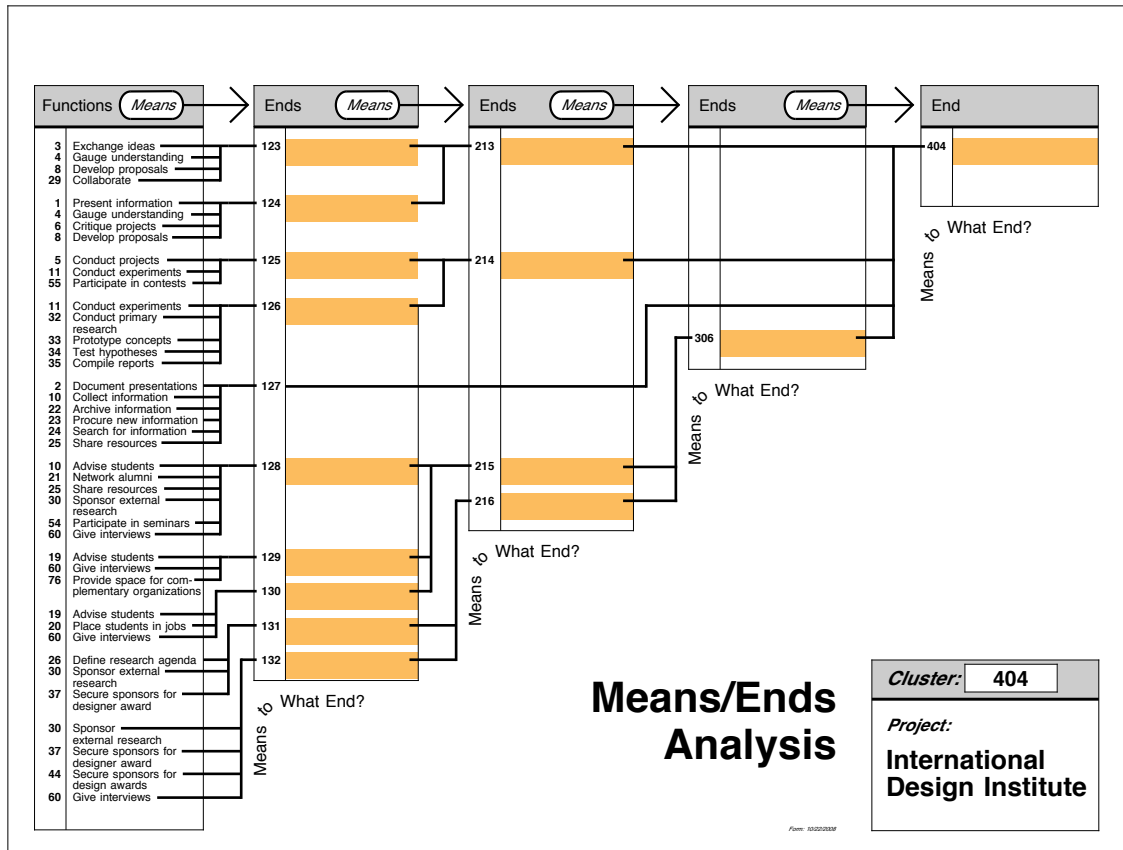 Functions Means
Ends Means
Ends Means
Ends Means
End
3 Exchange ideas
4 Gauge understanding
8 Develop proposals
29 Collaborate
1 Present information
4 Gauge understanding
6 Critique projects
8 Develop proposals
5 Conduct projects
11 Conduct experiments
55 Participate in contests
11 Conduct experiments
32 Conduct primary
research
33 Prototype concepts
34 Test hypotheses
35 Compile reports
2 Document presentations
10 Collect information
22 Archive information
23 Procure new information
24 Search for information
25 Share resources
10 Advise students
21 Network alumni
25 Share resources
30 Sponsor external
research
54 Participate in seminars
60 Give interviews
19 Advise students
60 Give interviews
76 Provide space for com-
plementary organizations
19 Advise students
20 Place students in jobs
60 Give interviews
26 Define research agenda
30 Sponsor external
research
37 Secure sponsors for
designer award
30 Sponsor
external research
37 Secure sponsors for
designer award
44 Secure sponsors for
design awards
60 Give interviews
123
124
125
126
127
128
129
130
131
132
Means to What End?
213
214
215
216
Means to What End?
306
Means to What End?
404
Means to What End?
Means/Ends
Analysis
Form: 10/22/2008
Cluster: 404
Project:
International
Design Institute